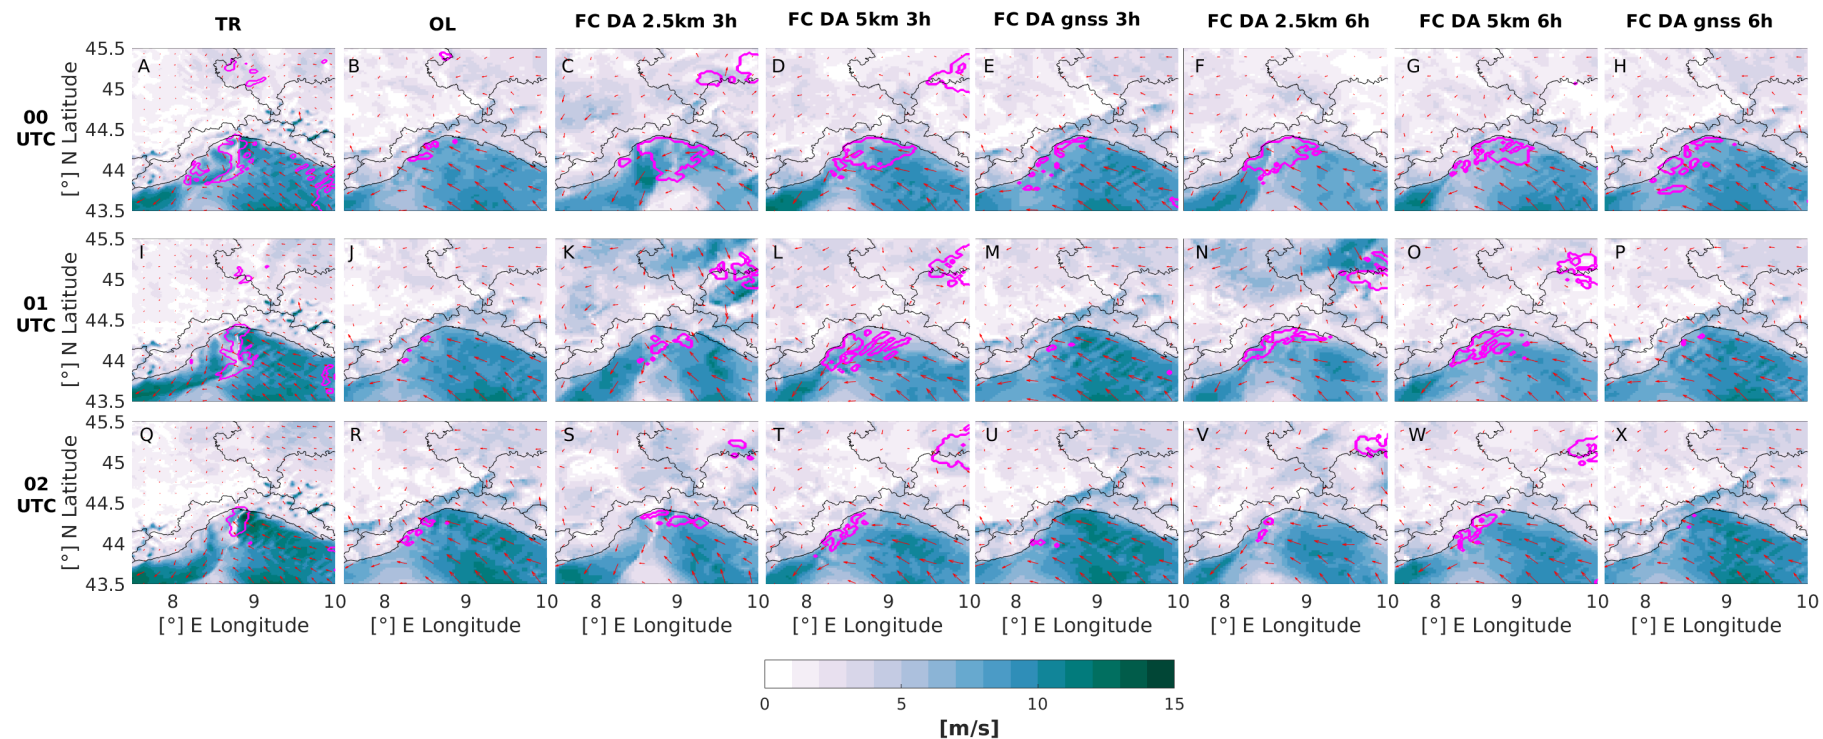 TR OL FC DA 2.5km 3h FC DA 5km 3h FC DA gnss 3h FC DA 2.5km 6h FC DA 5km 6h FC DA gnss 6h
00 UTC
[°] N Latitude
45.5
45
44.5
44
43.5
A B C D E F G H
01 UTC
[°] N Latitude
45.5
45
44.5
44
43.5
I J K L M N O P
02 UTC
[°] N Latitude
45.5
45
44.5
44
43.5
Q R S T U V W X
8 9 10 8 9 10 8 9 10 8 9 10 8 9 10 8 9 10 8 9 10 8 9 10
[°] E Longitude [°] E Longitude [°] E Longitude [°] E Longitude [°] E Longitude [°] E Longitude [°] E Longitude [°] E Longitude
0 5 10 15
[m/s]